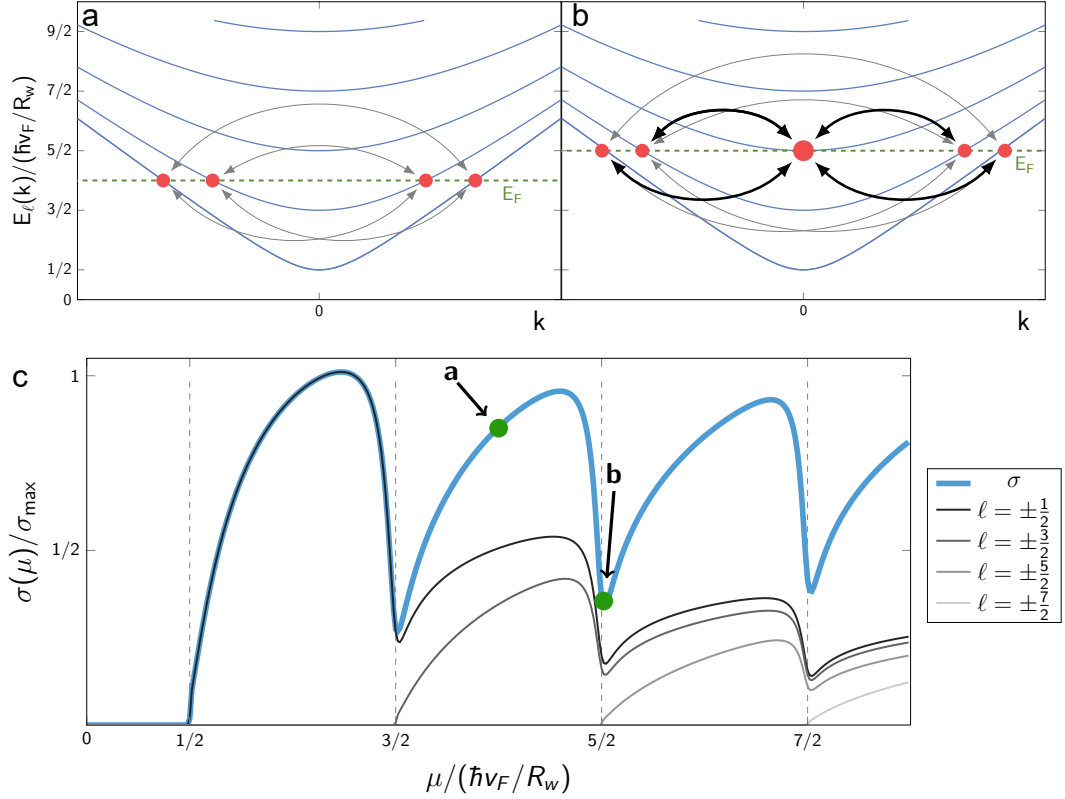 a
b
E_ℓ(k)/(ħv_F/R_w)
9/2
7/2
5/2
3/2
1/2
0
E_F
E_F
0
k
0
k
c
σ(μ)/σ_max
1
1/2
a
b
0
1/2
3/2
5/2
7/2
μ/(ħv_F/R_w)
σ
ℓ = ±1/2
ℓ = ±3/2
ℓ = ±5/2
ℓ = ±7/2